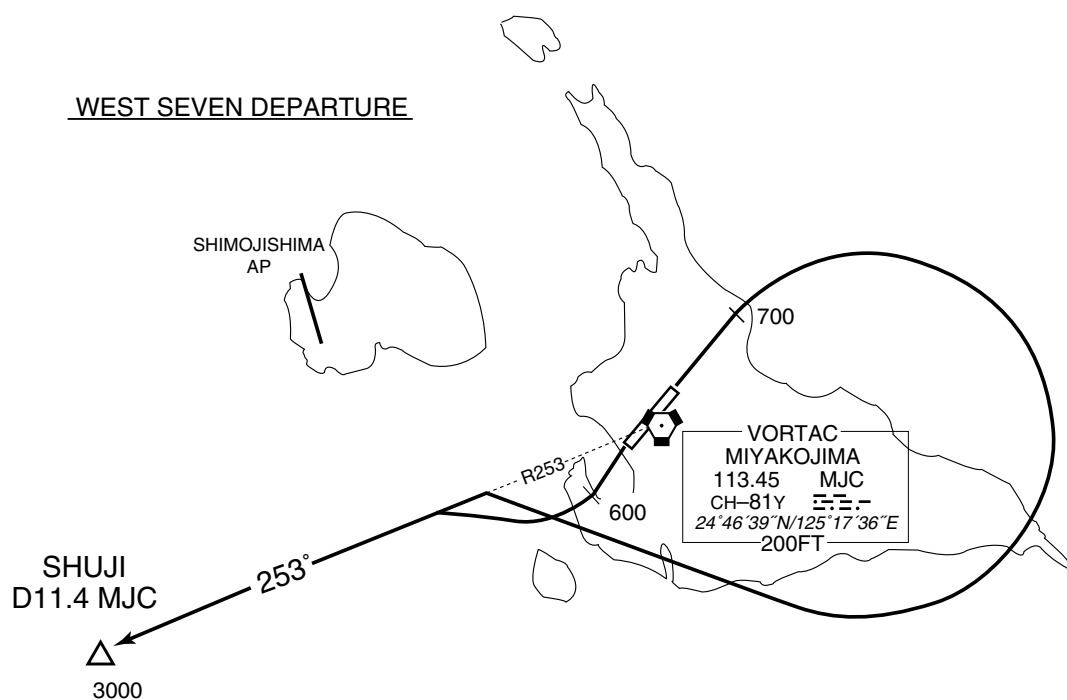 WEST SEVEN DEPARTURE
SHIMOJISHIMA
AP
700
VORTAC
MIYAKOJIMA
113.45 MJC
CH–81Y
24°46´39˝N/125°17´36˝E
200FT
R253
600
253°
SHUJI
D11.4 MJC
3000